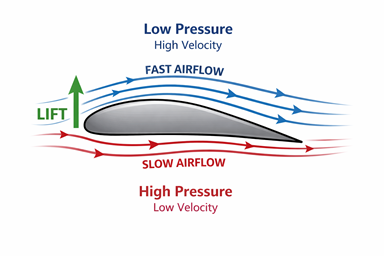 Low Pressure
High Velocity
FAST AIRFLOW
LIFT
SLOW AIRFLOW
High Pressure
Low Velocity